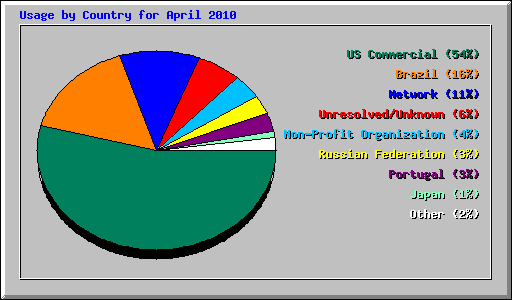 Usage by Country for April 2010
US Commercial (54%)
Brazil (16%)
Network (11%)
Unresolved/Unknown (6%)
Non-Profit Organization (4%)
Russian Federation (3%)
Portugal (3%)
Japan (1%)
Other (2%)